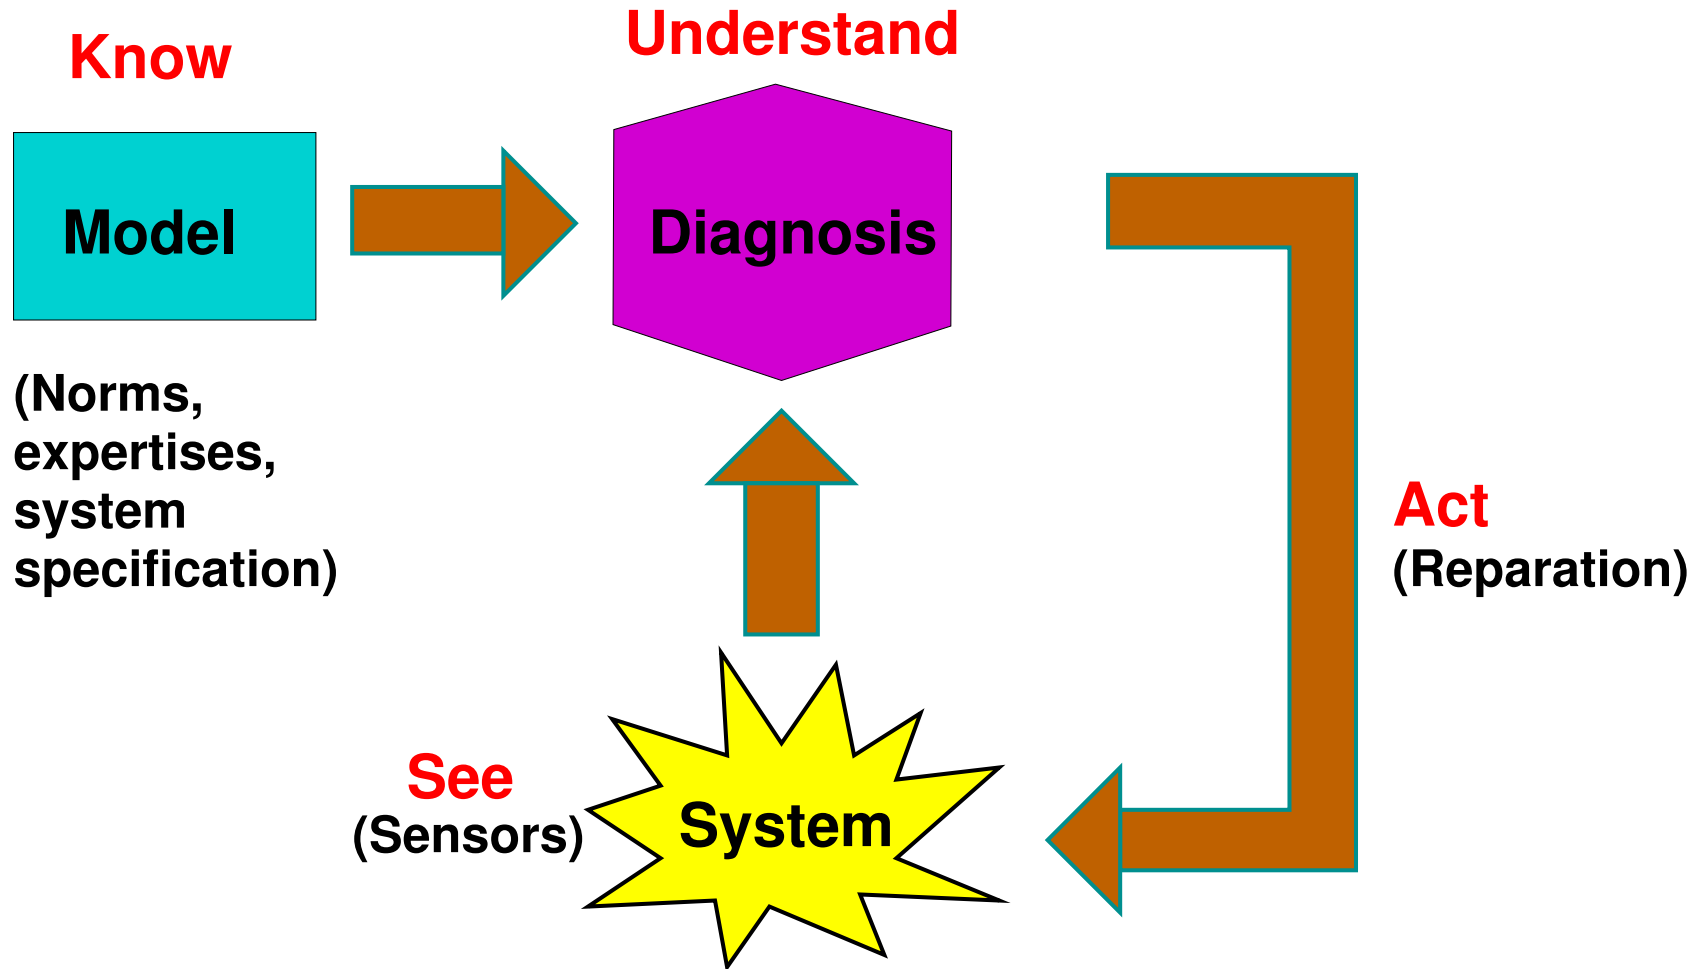 Know
Understand
Model
Diagnosis
(Norms,
expertises,
system
specification)
Act
(Reparation)
See
(Sensors)
System